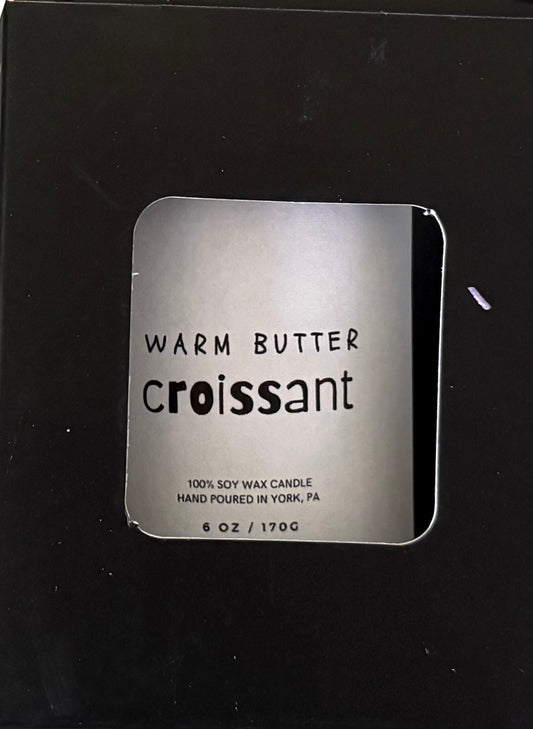 WARM BUTTER
croissant
100% SOY WAX CANDLE
HAND POURED IN YORK, PA
6 OZ / 170G